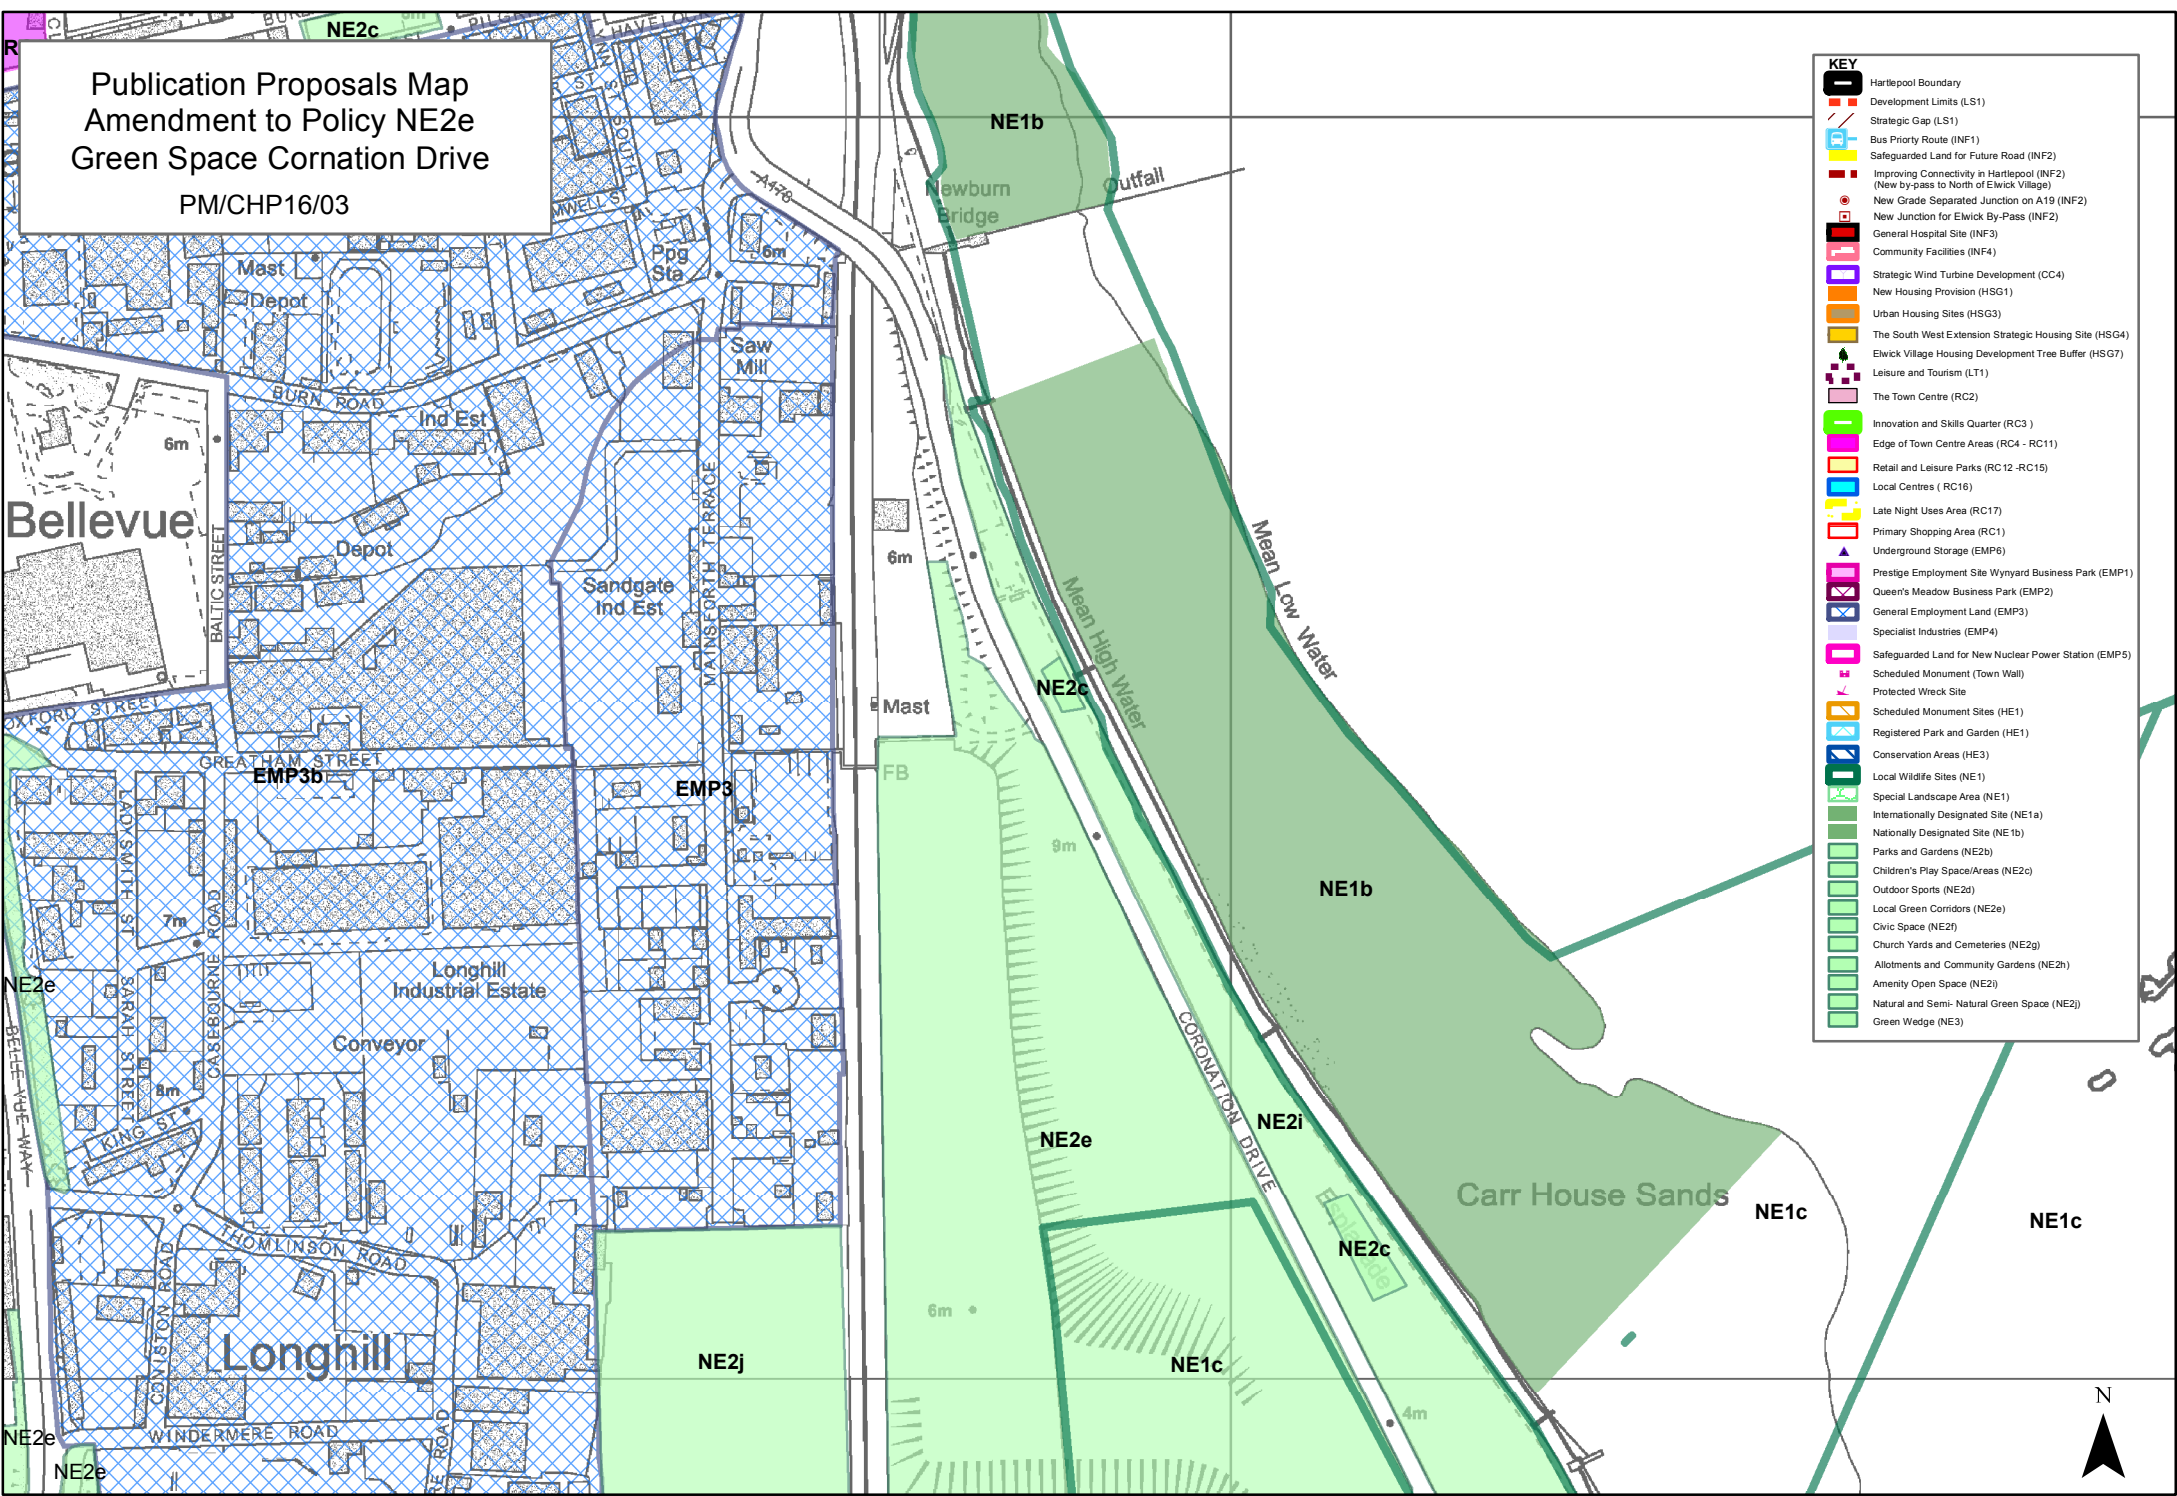 Publication Proposals Map
Amendment to Policy NE2e
Green Space Cornation Drive
PM/CHP16/03
NE2c
R
HAVELOCK
SOUTH
A178
NE1b
Newburn
Bridge
Outfall
Mast
Depot
Ppg
Sta
6m
Saw
Mill
BURN ROAD
Ind Est
6m
Bellevue
BALTIC STREET
Depot
Sandgate
Ind Est
MAINSFORTH TERRACE
6m
Mean Low Water
Mean High Water
NE2c
Mast
OXFORD STREET
GREATHAM STREET
EMP3b
EMP3
FB
9m
NE1b
LADYSMITH ST
CASEBOURNE ROAD
7m
NE2e
Longhill
Industrial Estate
SARAH STREET
Conveyor
BELLE VUE WAY
8m
KING ST
CORONATION DRIVE
NE2i
NE2e
Carr House Sands
NE1c
NE1c
Esplanade
NE2c
THOMLINSON ROAD
CONISTON ROAD
6m
Longhill
NE2j
NE1c
4m
WINDERMERE ROAD
NE2e
NE2e
N
KEY
Hartlepool Boundary
Development Limits (LS1)
Strategic Gap (LS1)
Bus Priorty Route (INF1)
Safeguarded Land for Future Road (INF2)
Improving Connectivity in Hartlepool (INF2)
(New by-pass to North of Elwick Village)
New Grade Separated Junction on A19 (INF2)
New Junction for Elwick By-Pass (INF2)
General Hospital Site (INF3)
Community Facilities (INF4)
Strategic Wind Turbine Development (CC4)
New Housing Provision (HSG1)
Urban Housing Sites (HSG3)
The South West Extension Strategic Housing Site (HSG4)
Elwick Village Housing Development Tree Buffer (HSG7)
Leisure and Tourism (LT1)
The Town Centre (RC2)
Innovation and Skills Quarter (RC3 )
Edge of Town Centre Areas (RC4 - RC11)
Retail and Leisure Parks (RC12 -RC15)
Local Centres ( RC16)
Late Night Uses Area (RC17)
Primary Shopping Area (RC1)
Underground Storage (EMP6)
Prestige Employment Site Wynyard Business Park (EMP1)
Queen's Meadow Business Park (EMP2)
General Employment Land (EMP3)
Specialist Industries (EMP4)
Safeguarded Land for New Nuclear Power Station (EMP5)
Scheduled Monument (Town Wall)
Protected Wreck Site
Scheduled Monument Sites (HE1)
Registered Park and Garden (HE1)
Conservation Areas (HE3)
Local Wildlife Sites (NE1)
Special Landscape Area (NE1)
Internationally Designated Site (NE1a)
Nationally Designated Site (NE1b)
Parks and Gardens (NE2b)
Children's Play Space/Areas (NE2c)
Outdoor Sports (NE2d)
Local Green Corridors (NE2e)
Civic Space (NE2f)
Church Yards and Cemeteries (NE2g)
Allotments and Community Gardens (NE2h)
Amenity Open Space (NE2i)
Natural and Semi- Natural Green Space (NE2j)
Green Wedge (NE3)